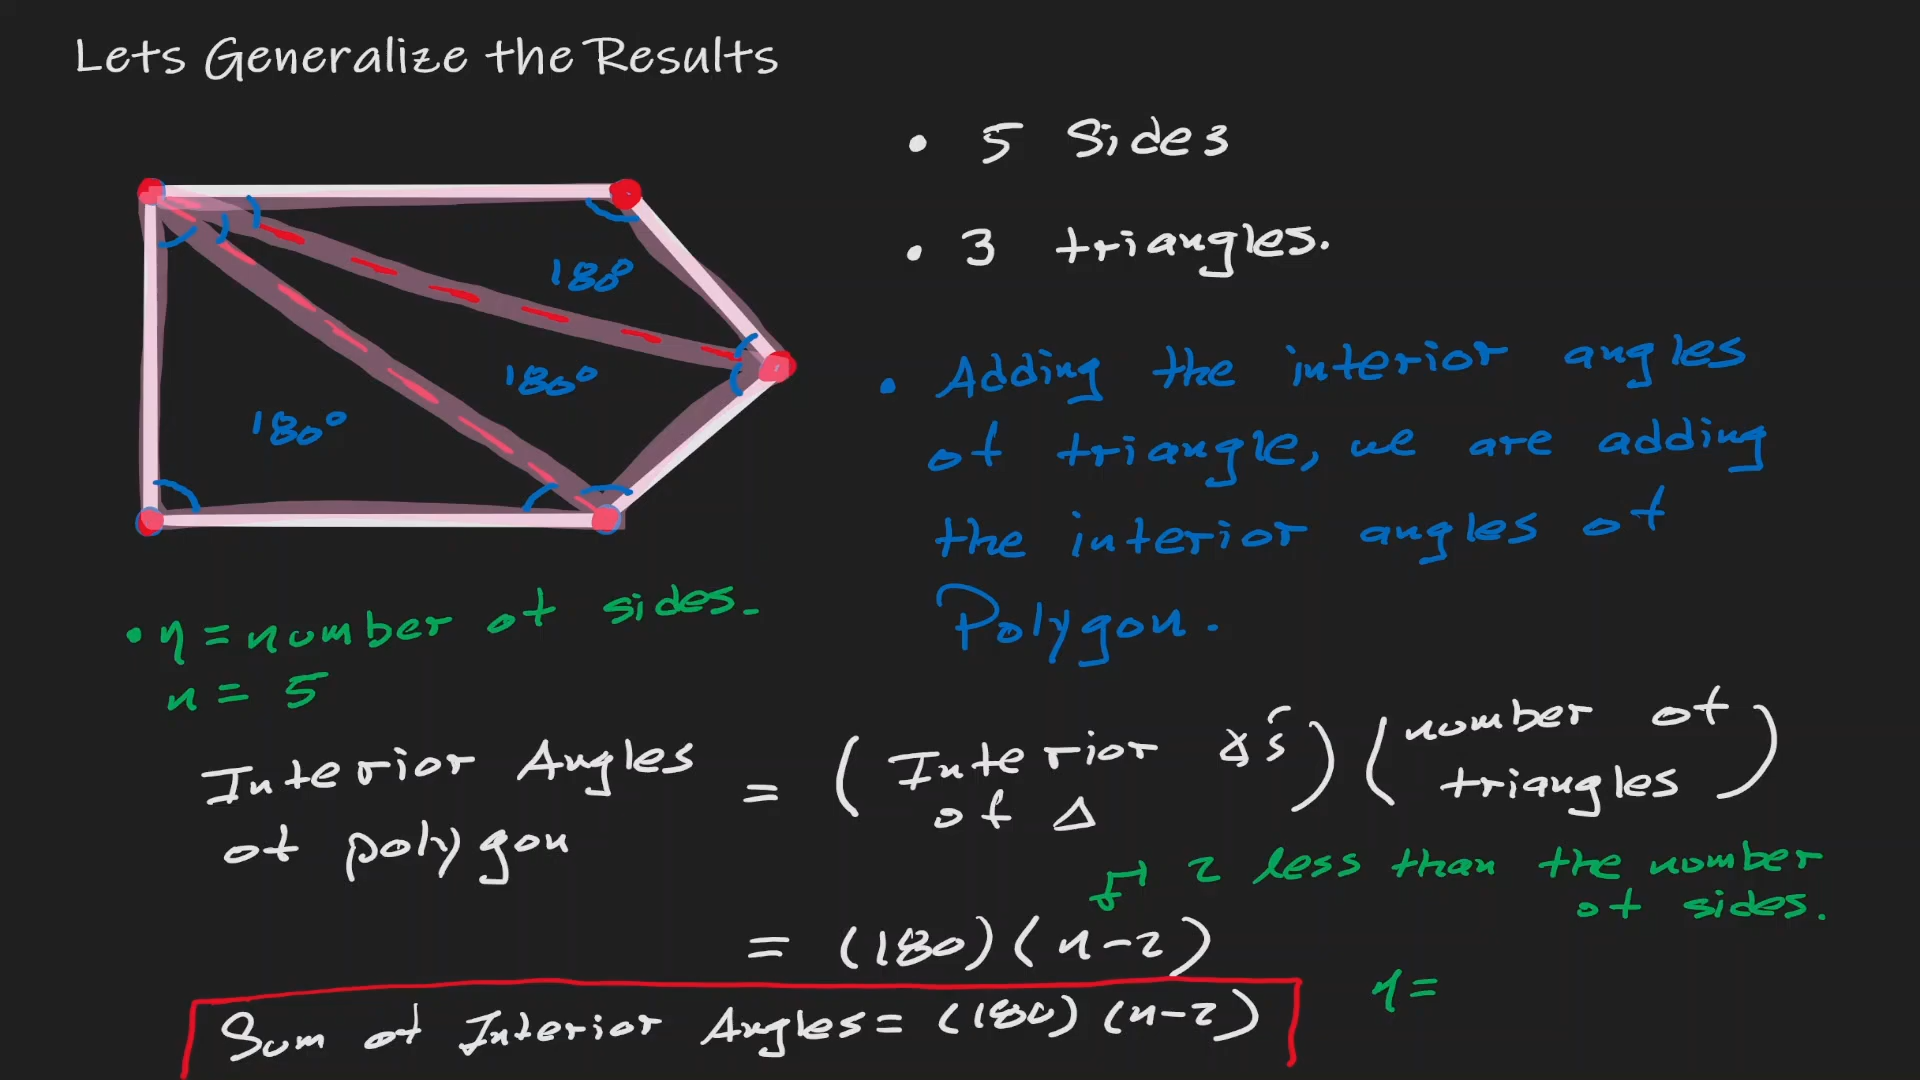 Lets Generalize the Results
• 5 Sides
• 3 triangles.
180°
180°
180°
• Adding the interior angles
of triangle, we are adding
the interior angles of
Polygon.
• n = number of sides.
n = 5
Interior Angles of polygon = (Interior ∡'s of Δ)(number of triangles)
2 less than the number of sides.
= (180)(n-2)
n =
Sum of Interior Angles = (180)(n-2)